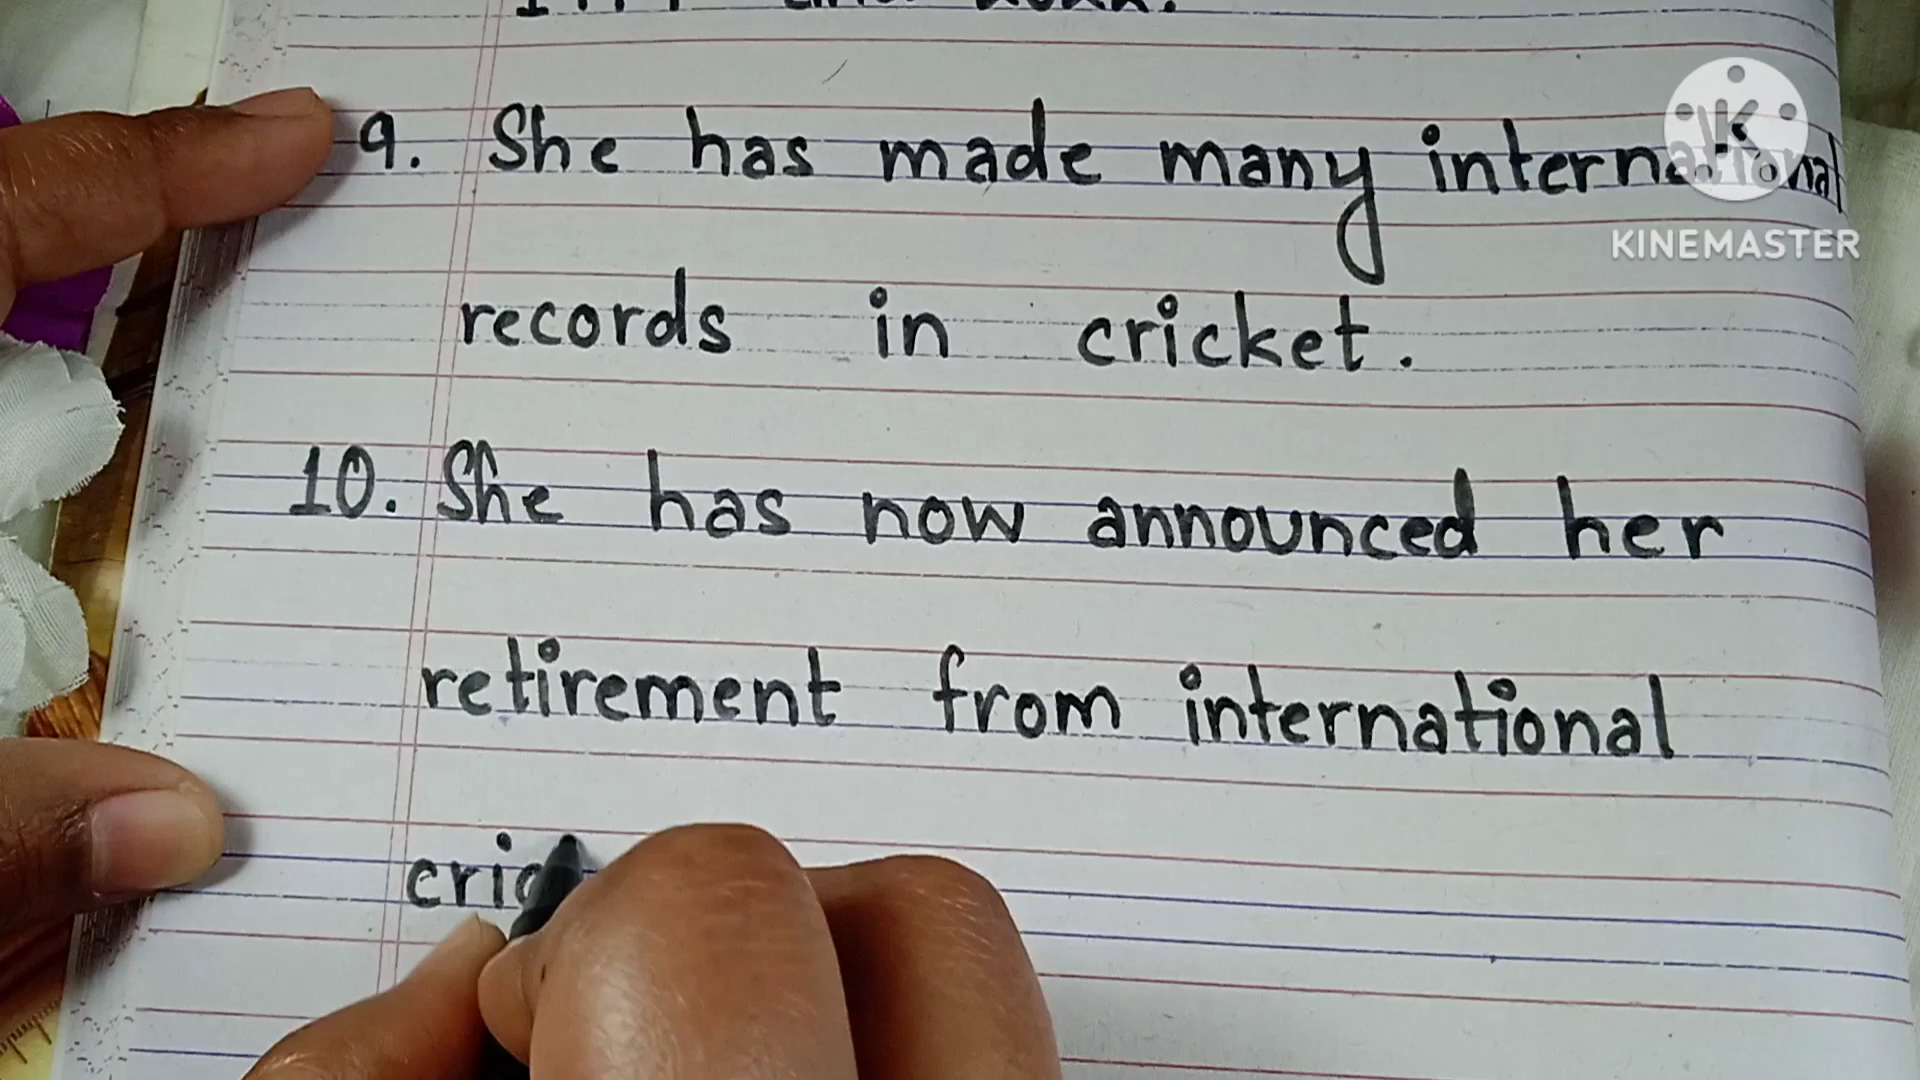 9. She has made many international
KINEMASTER
records in cricket.
10. She has now announced her
retirement from international
cric